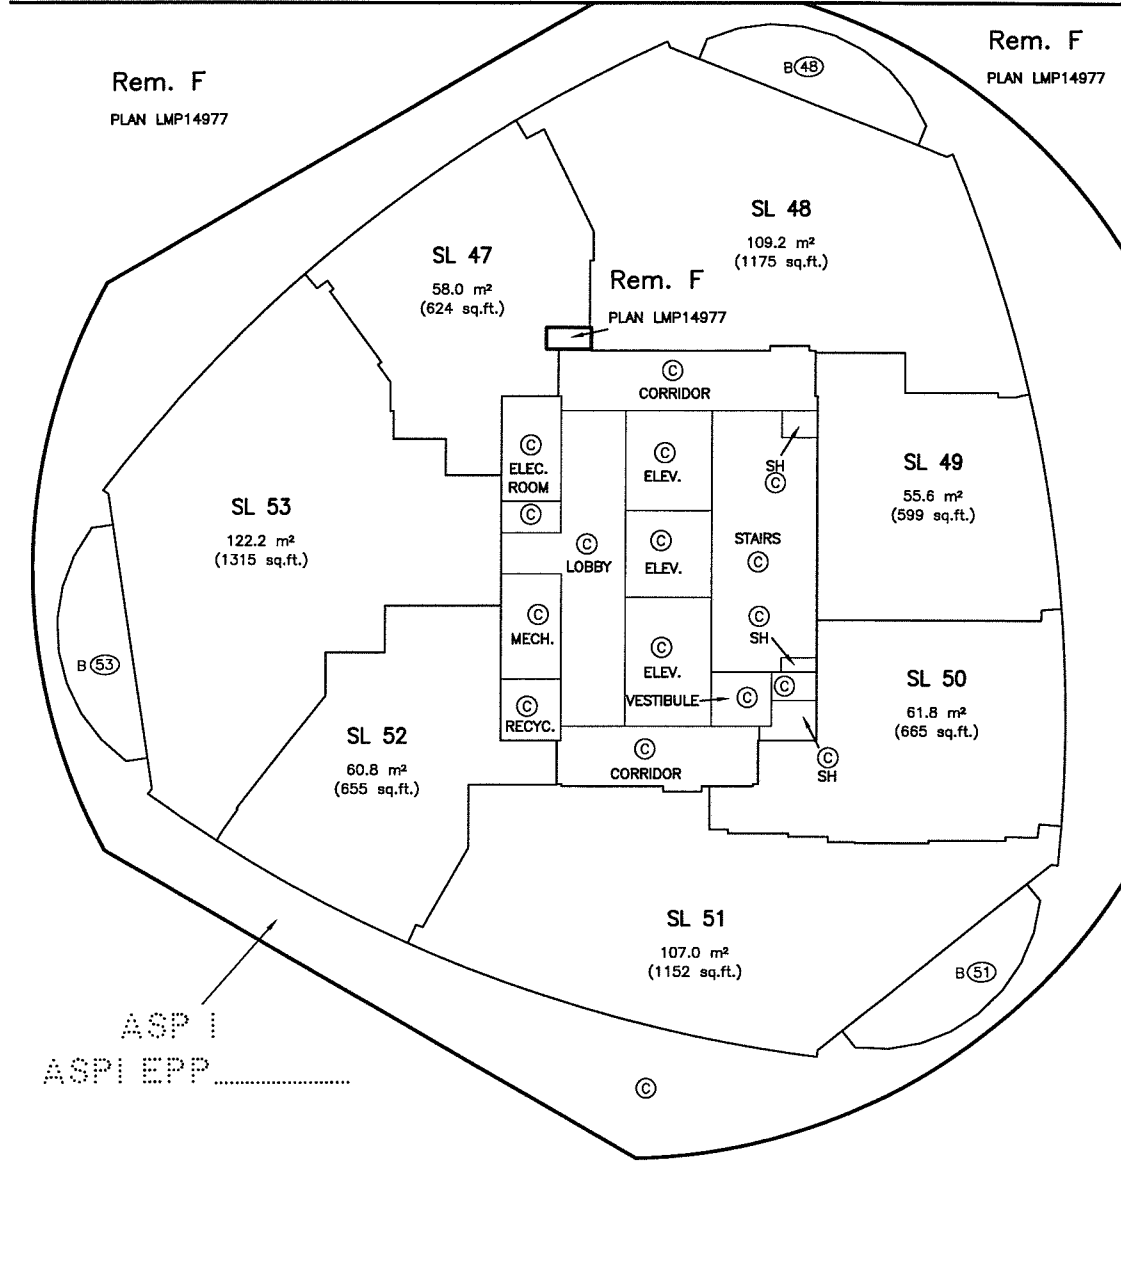 Rem. F
PLAN LMP14977
Rem. F
PLAN LMP14977
B 48
SL 48
109.2 m²
(1175 sq.ft.)
SL 47
58.0 m²
(624 sq.ft.)
Rem. F
PLAN LMP14977
C
CORRIDOR
C
ELEC.
ROOM
C
ELEV.
SH
C
SL 49
55.6 m²
(599 sq.ft.)
SL 53
122.2 m²
(1315 sq.ft.)
C
C
LOBBY
C
ELEV.
STAIRS
C
C
MECH.
C
SH
C
ELEV.
B 53
VESTIBULE
C
C
SL 50
61.8 m²
(665 sq.ft.)
C
RECYC.
SL 52
60.8 m²
(655 sq.ft.)
C
CORRIDOR
C
SH
SL 51
107.0 m²
(1152 sq.ft.)
B 51
ASP 1
ASP1 EPP
C